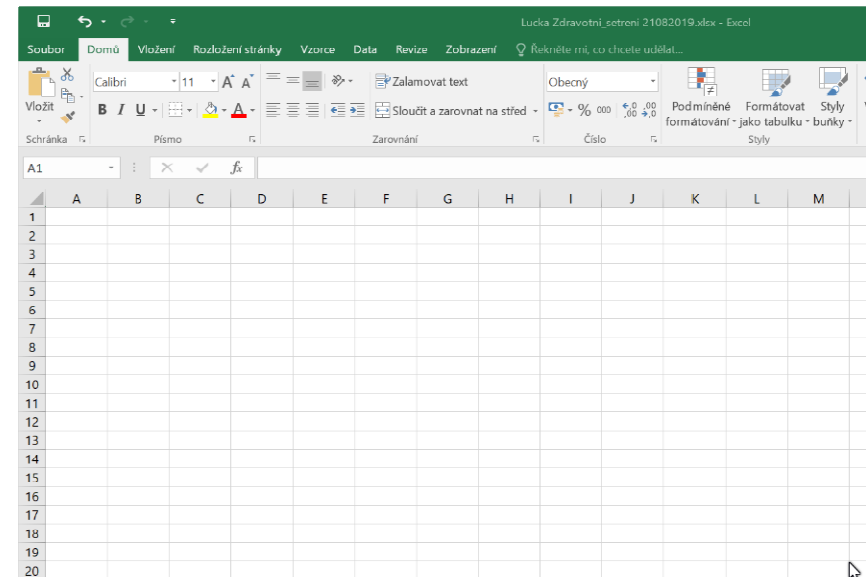 Lucka Zdravotni_setreni 21082019.xlsx - Excel
Soubor Domů Vložení Rozložení stránky Vzorce Data Revize Zobrazení Řekněte mi, co chcete udělat...
Calibri 11 A A Zalamovat text Obecný
Vložit B I U A Sloučit a zarovnat na střed % 000 ,00 ,00 Podmíněné Formátovat Styly
formátování jako tabulku buňky
Schránka Písmo Zarovnání Číslo Styly
A1 fx
A B C D E F G H I J K L M
1
2
3
4
5
6
7
8
9
10
11
12
13
14
15
16
17
18
19
20